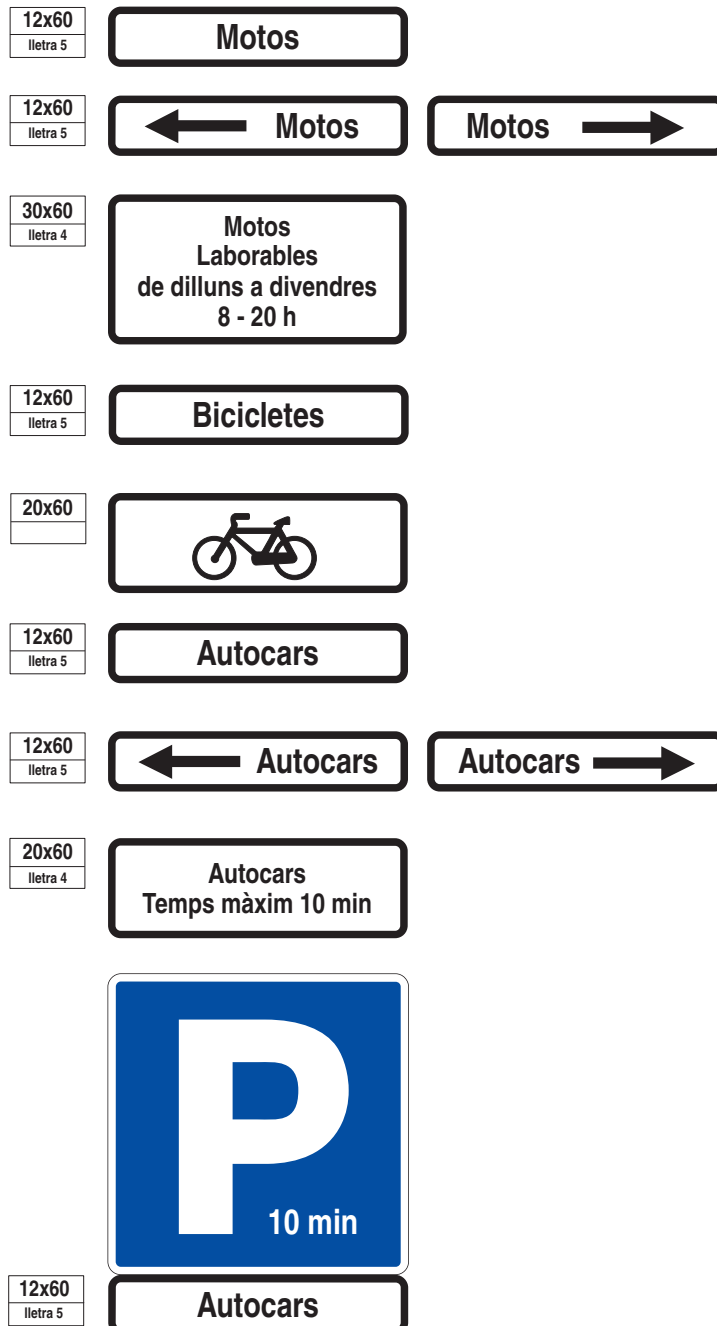 12x60
lletra 5
Motos
12x60
lletra 5
Motos
Motos
30x60
lletra 4
Motos
Laborables
de dilluns a divendres
8 - 20 h
12x60
lletra 5
Bicicletes
20x60
12x60
lletra 5
Autocars
12x60
lletra 5
Autocars
Autocars
20x60
lletra 4
Autocars
Temps màxim 10 min
P
10 min
12x60
lletra 5
Autocars